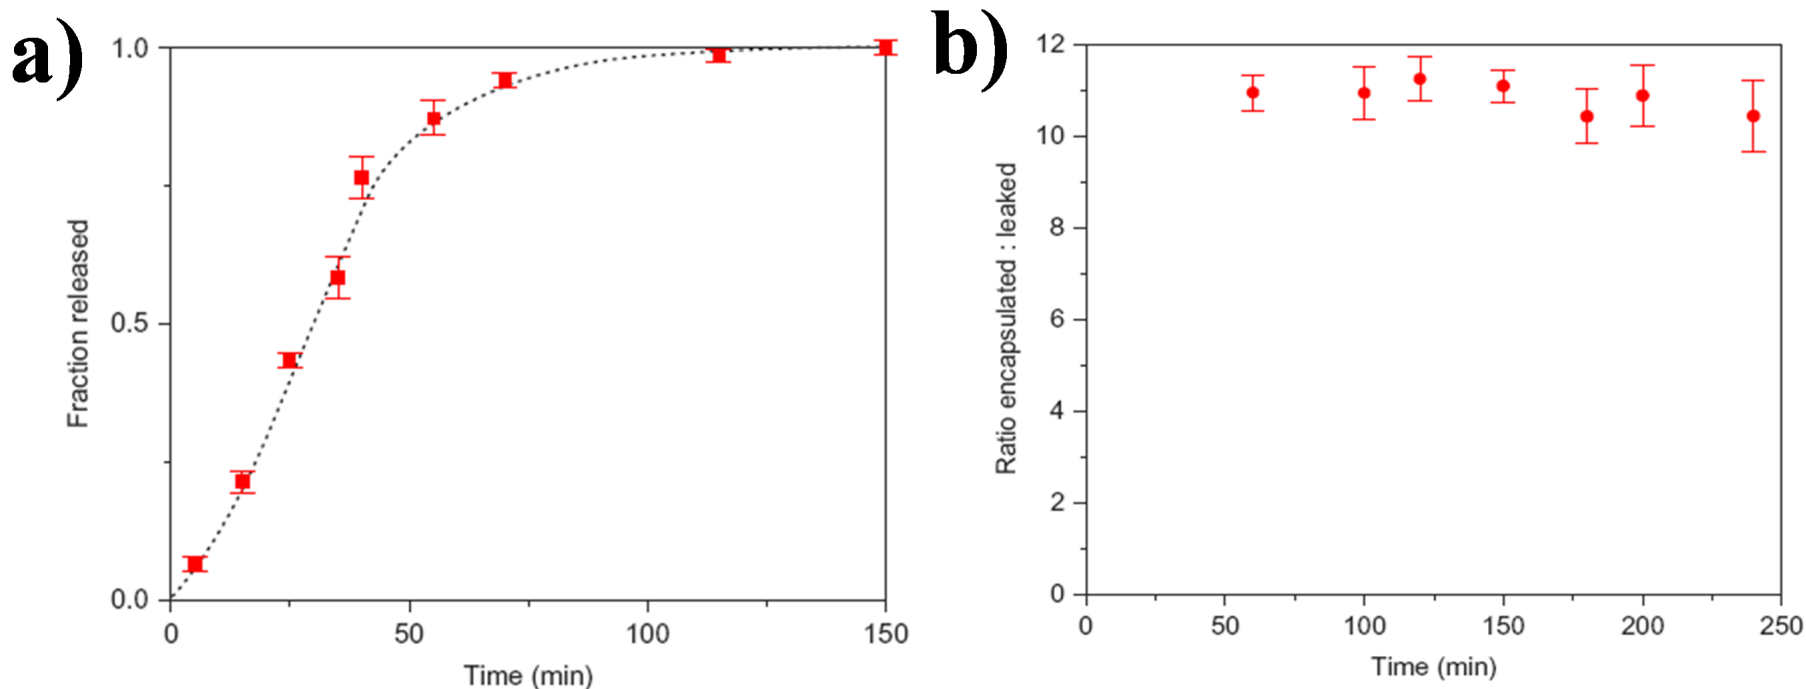 a)
1.0
0.5
0.0
Fraction released
0 50 100 150
Time (min)
b)
12
10
8
6
4
2
0
Ratio encapsulated : leaked
0 50 100 150 200 250
Time (min)